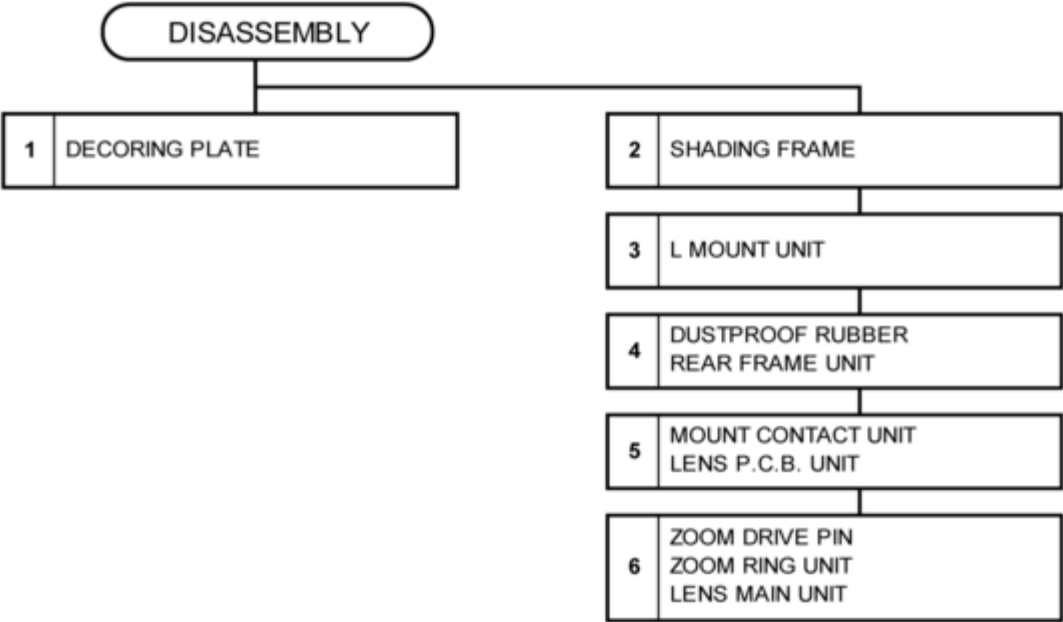 DISASSEMBLY
1 DECORING PLATE
2 SHADING FRAME
3 L MOUNT UNIT
4 DUSTPROOF RUBBER
REAR FRAME UNIT
5 MOUNT CONTACT UNIT
LENS P.C.B. UNIT
6 ZOOM DRIVE PIN
ZOOM RING UNIT
LENS MAIN UNIT